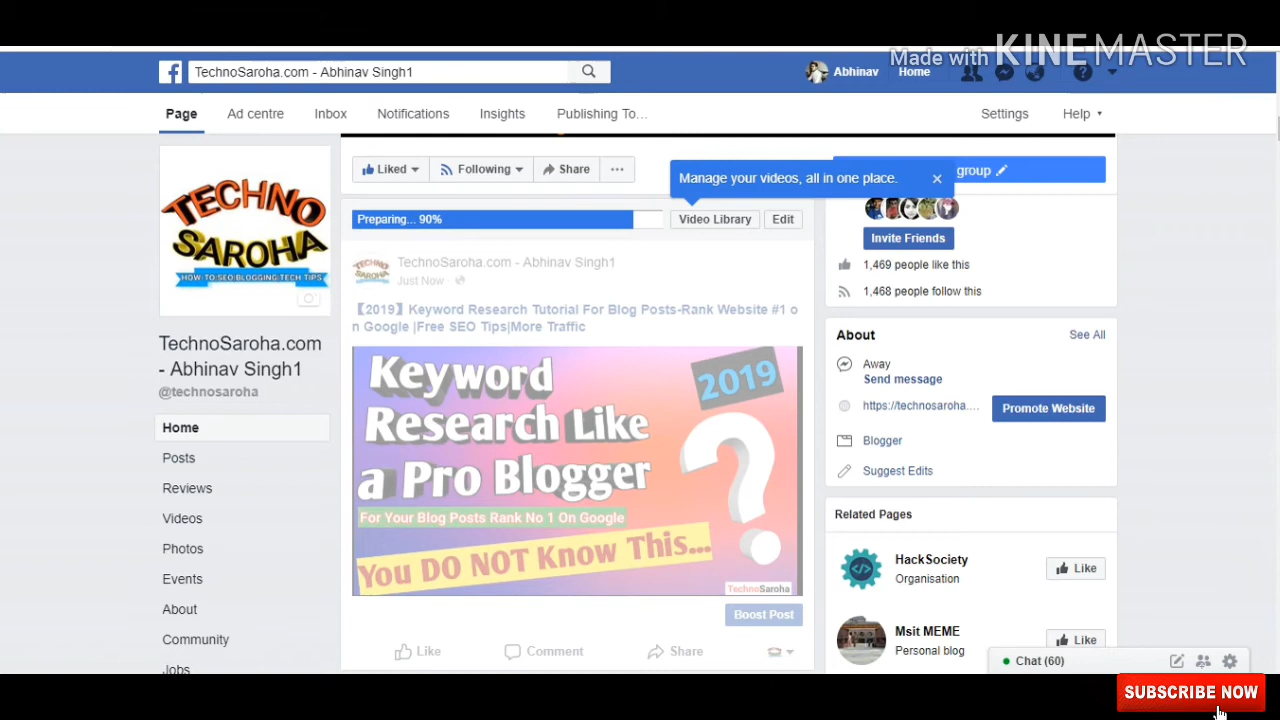 Made with KINEMASTER
TechnoSaroha.com - Abhinav Singh1
Abhinav
Home
Page
Ad centre
Inbox
Notifications
Insights
Publishing To...
Settings
Help
TECHNO
SAROHA
HOW-TO|SEO|BLOGGING|TECH TIPS
TechnoSaroha.com
- Abhinav Singh1
@technosaroha
Home
Posts
Reviews
Videos
Photos
Events
About
Community
Jobs
Liked
Following
Share
...
Manage your videos, all in one place.
group
Preparing... 90%
Video Library
Edit
TechnoSaroha.com - Abhinav Singh1
Just Now
【2019】Keyword Research Tutorial For Blog Posts-Rank Website #1 o
n Google |Free SEO Tips|More Traffic
Keyword
2019
Research Like
a Pro Blogger
?
For Your Blog Posts Rank No 1 On Google
You DO NOT Know This...
TechnoSaroha
Boost Post
Like
Comment
Share
Invite Friends
1,469 people like this
1,468 people follow this
About
See All
Away
Send message
https://technosaroha....
Promote Website
Blogger
Suggest Edits
Related Pages
HackSociety
Organisation
Like
Msit MEME
Personal blog
Like
Chat (60)
SUBSCRIBE NOW